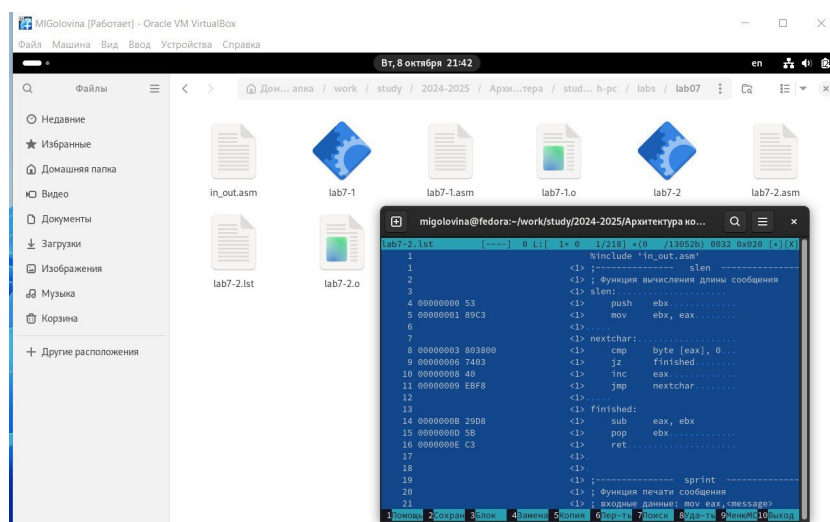 MIGolovina [Работает] - Oracle VM VirtualBox
Файл Машина Вид Ввод Устройства Справка
Вт, 8 октября 21:42
en
Файлы
Дом... апка / work / study / 2024-2025 / Архи...тера / stud... h-pc / labs / lab07
Недавние
Избранные
Домашняя папка
Видео
Документы
Загрузки
Изображения
Музыка
Корзина
+ Другие расположения
in_out.asm lab7-1 lab7-1.asm lab7-1.o lab7-2 lab7-2.asm
lab7-2.lst lab7-2.o
migolovina@fedora:~/work/study/2024-2025/Архитектура ко...
lab7-2.lst [----] 0 L:[ 1+ 0 1/218] *(0 /13052b) 0032 0x020 [*][X]
1 %include 'in_out.asm'
1 <1> ;--------------- slen ---------------
2 <1> ; Функция вычисления длины сообщения
3 <1> slen:.....................
4 00000000 53 <1> push ebx.............
5 00000001 89C3 <1> mov ebx, eax.........
6 <1>.....
7 <1> nextchar:................
8 00000003 803800 <1> cmp byte [eax], 0...
9 00000006 7403 <1> jz finished.........
10 00000008 40 <1> inc eax.............
11 00000009 EBF8 <1> jmp nextchar........
12 <1>.....
13 <1> finished:
14 0000000B 29D8 <1> sub eax, ebx
15 0000000D 5B <1> pop ebx.............
16 0000000E C3 <1> ret.................
17 <1>.
18 <1>.
19 <1> ;--------------- sprint ---------------
20 <1> ; Функция печати сообщения
21 <1> ; входные данные: mov eax,<message>
1Помощь 2Сохран 3Блок 4Замена 5Копия 6Пер-ть 7Поиск 8Уда-ть 9МенюMC 10Выход